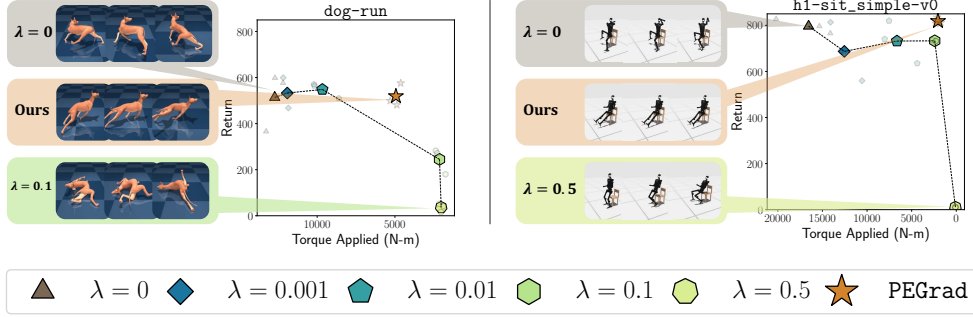 dog-run
λ = 0
Ours
λ = 0.1
Return
800
600
400
200
0
10000
5000
Torque Applied (N-m)
h1-sit_simple-v0
λ = 0
Ours
λ = 0.5
Return
800
600
400
200
0
20000
15000
10000
5000
0
Torque Applied (N-m)
λ = 0
λ = 0.001
λ = 0.01
λ = 0.1
λ = 0.5
PEGrad